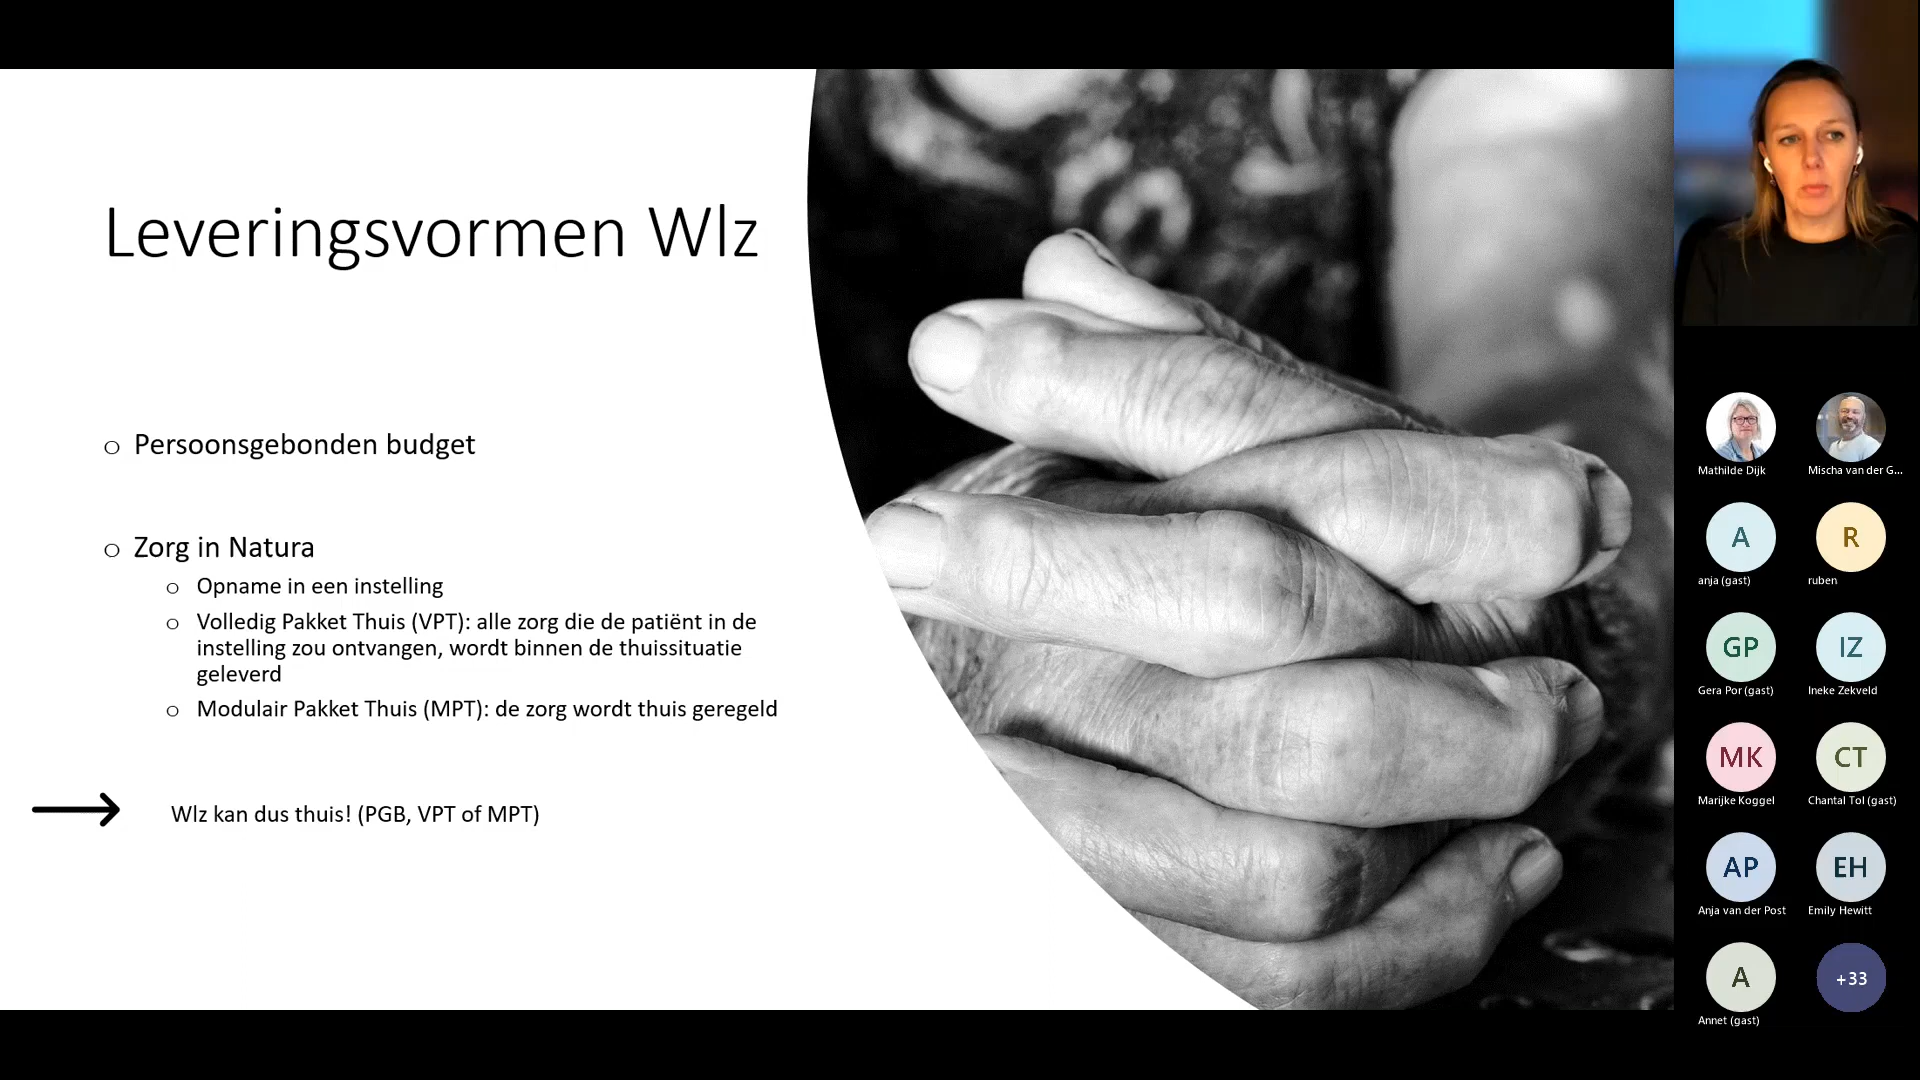 Leveringsvormen Wlz
o Persoonsgebonden budget
o Zorg in Natura
o Opname in een instelling
o Volledig Pakket Thuis (VPT): alle zorg die de patiënt in de
instelling zou ontvangen, wordt binnen de thuissituatie
geleverd
o Modulair Pakket Thuis (MPT): de zorg wordt thuis geregeld
Wlz kan dus thuis! (PGB, VPT of MPT)
Mathilde Dijk
Mischa van der G...
A
R
anja (gast)
ruben
GP
IZ
Gera Por (gast)
Ineke Zekveld
MK
CT
Marijke Koggel
Chantal Tol (gast)
AP
EH
Anja van der Post
Emily Hewitt
A
+33
Annet (gast)